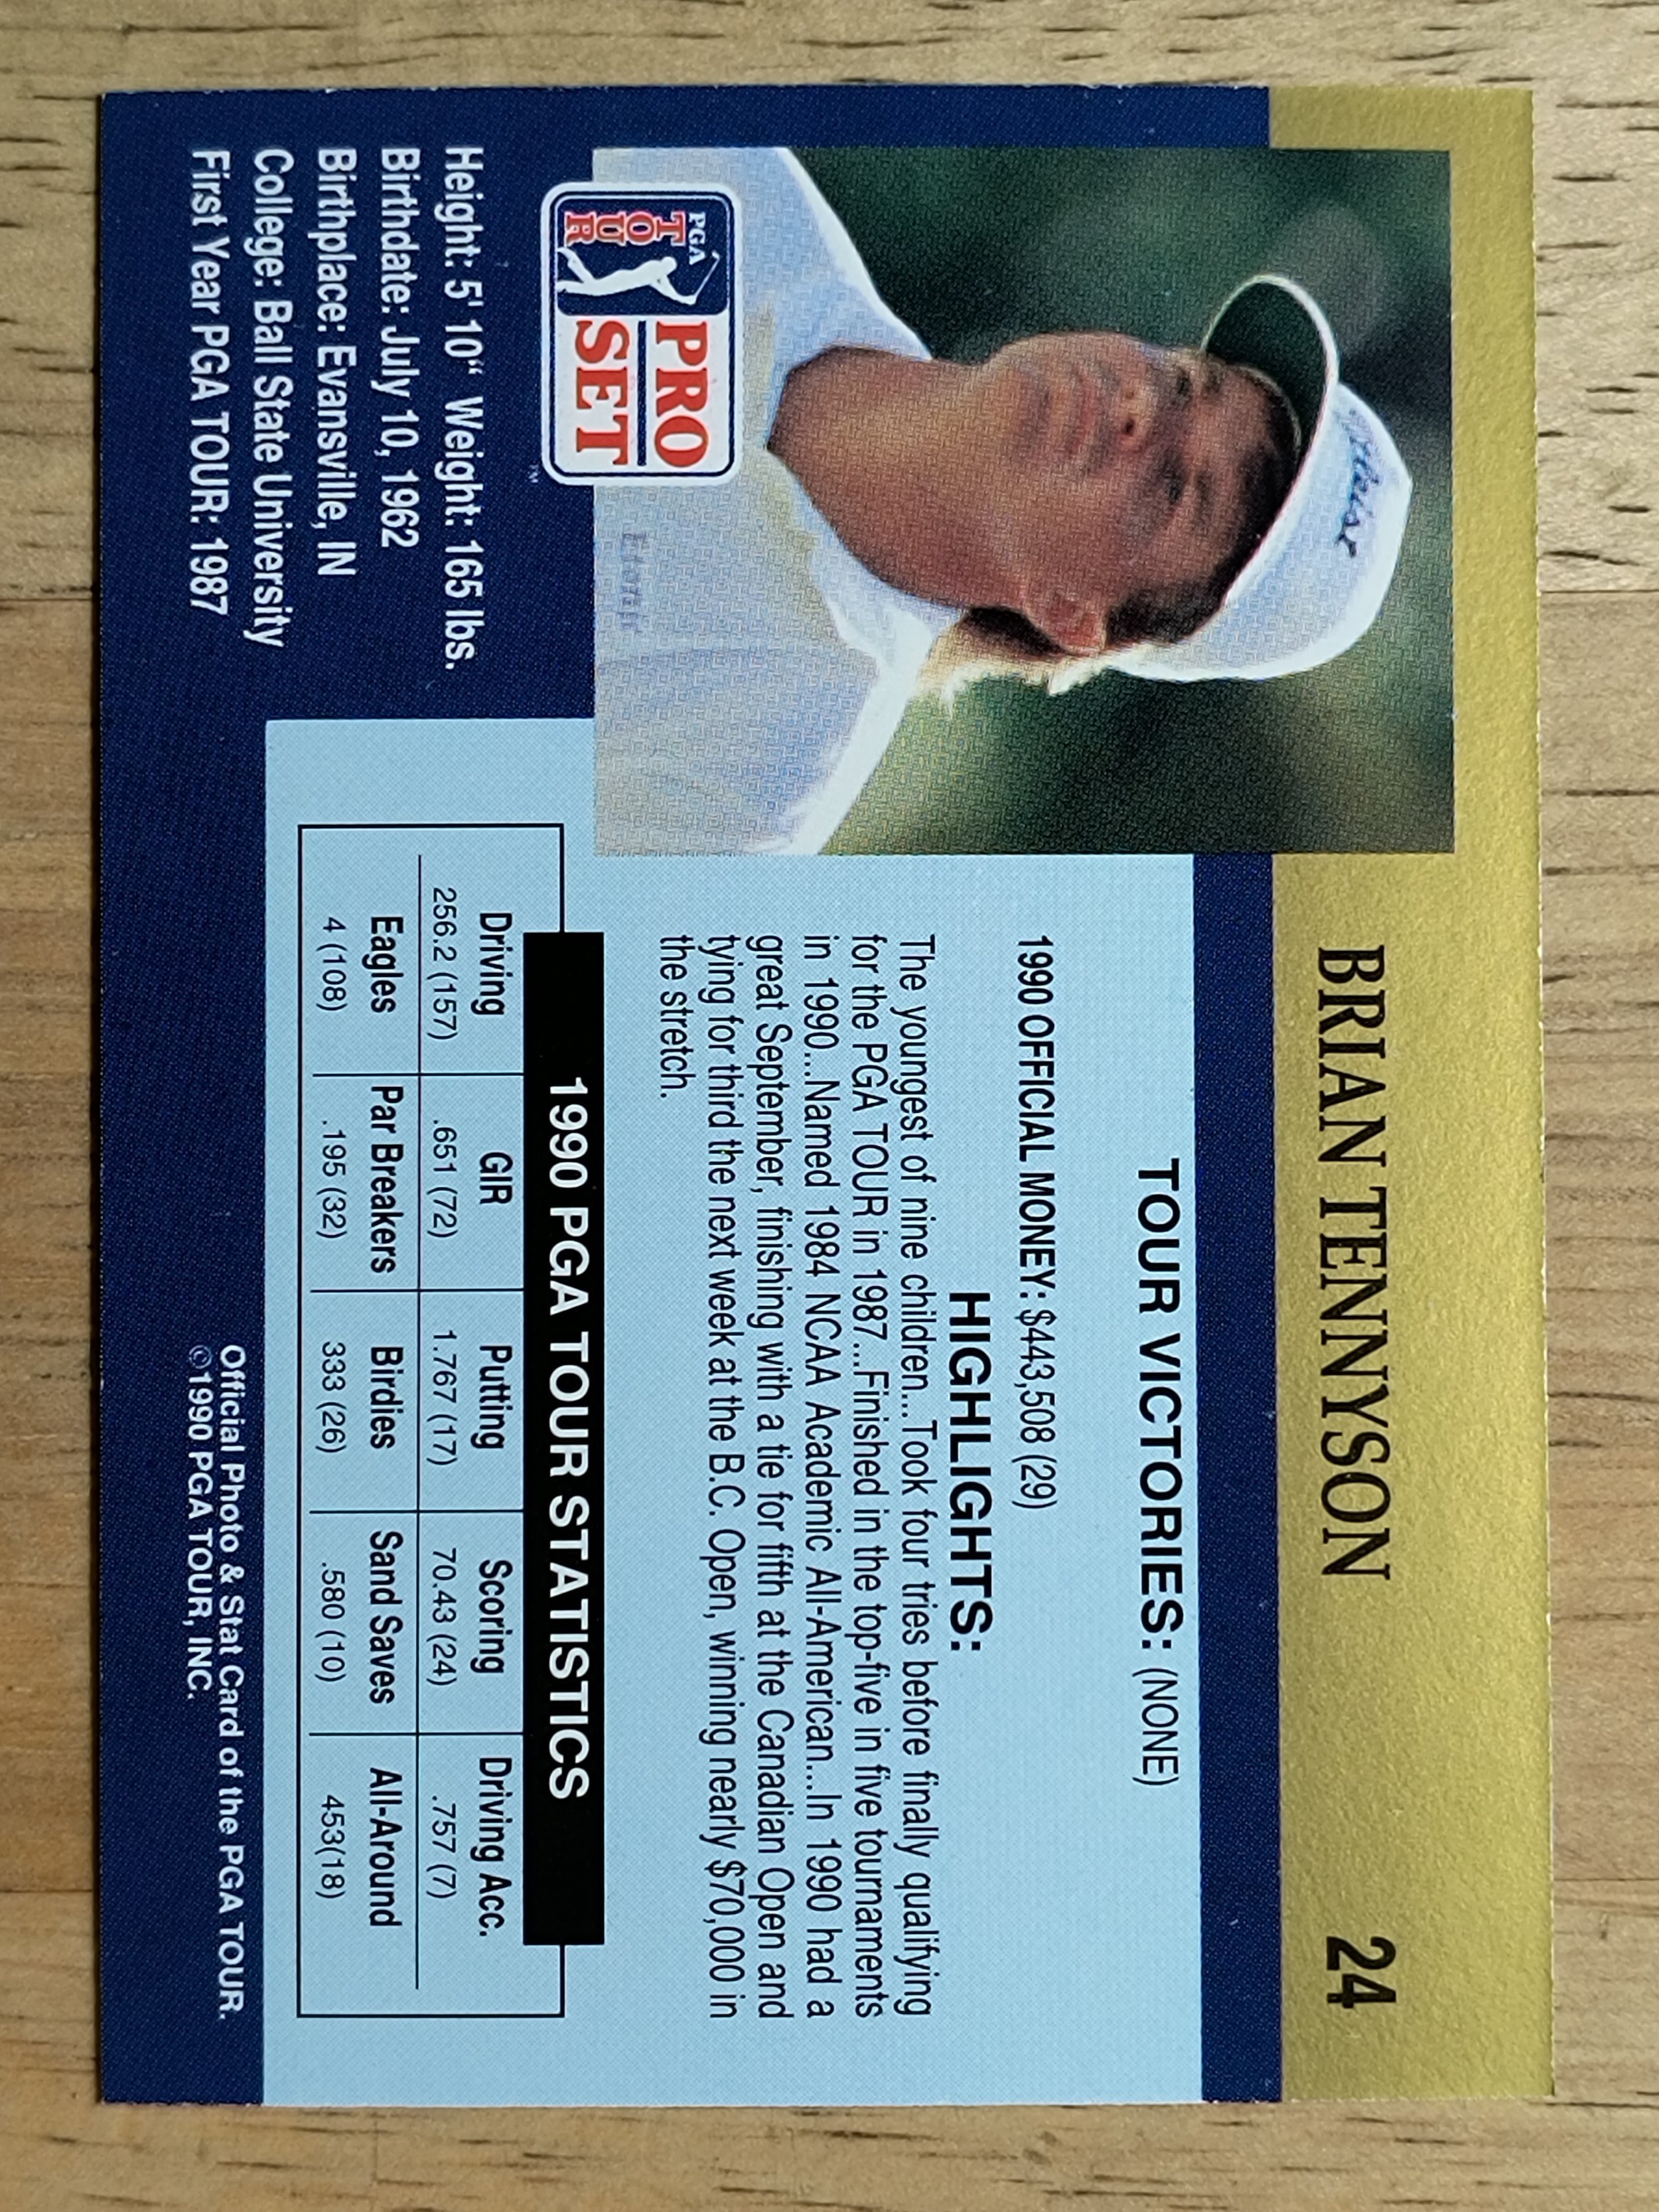 BRIAN TENNYSON 24
TOUR VICTORIES: (NONE)
1990 OFFICIAL MONEY: $443,508 (29)
HIGHLIGHTS:
The youngest of nine children...Took four tries before finally qualifying
for the PGA TOUR in 1987...Finished in the top-five in five tournaments
in 1990...Named 1984 NCAA Academic All-American...In 1990 had a
great September, finishing with a tie for fifth at the Canadian Open and
tying for third the next week at the B.C. Open, winning nearly $70,000 in
the stretch.
PGA
TOUR
PRO
SET
TM
Height: 5' 10" Weight: 165 lbs.
Birthdate: July 10, 1962
Birthplace: Evansville, IN
College: Ball State University
First Year PGA TOUR: 1987
1990 PGA TOUR STATISTICS
Driving GIR Putting Scoring Driving Acc.
256.2 (157) .651 (72) 1.767 (17) 70.43 (24) .757 (7)
Eagles Par Breakers Birdies Sand Saves All-Around
4 (108) .195 (32) 333 (26) .580 (10) 453(18)
Official Photo & Stat Card of the PGA TOUR.
©1990 PGA TOUR, INC.